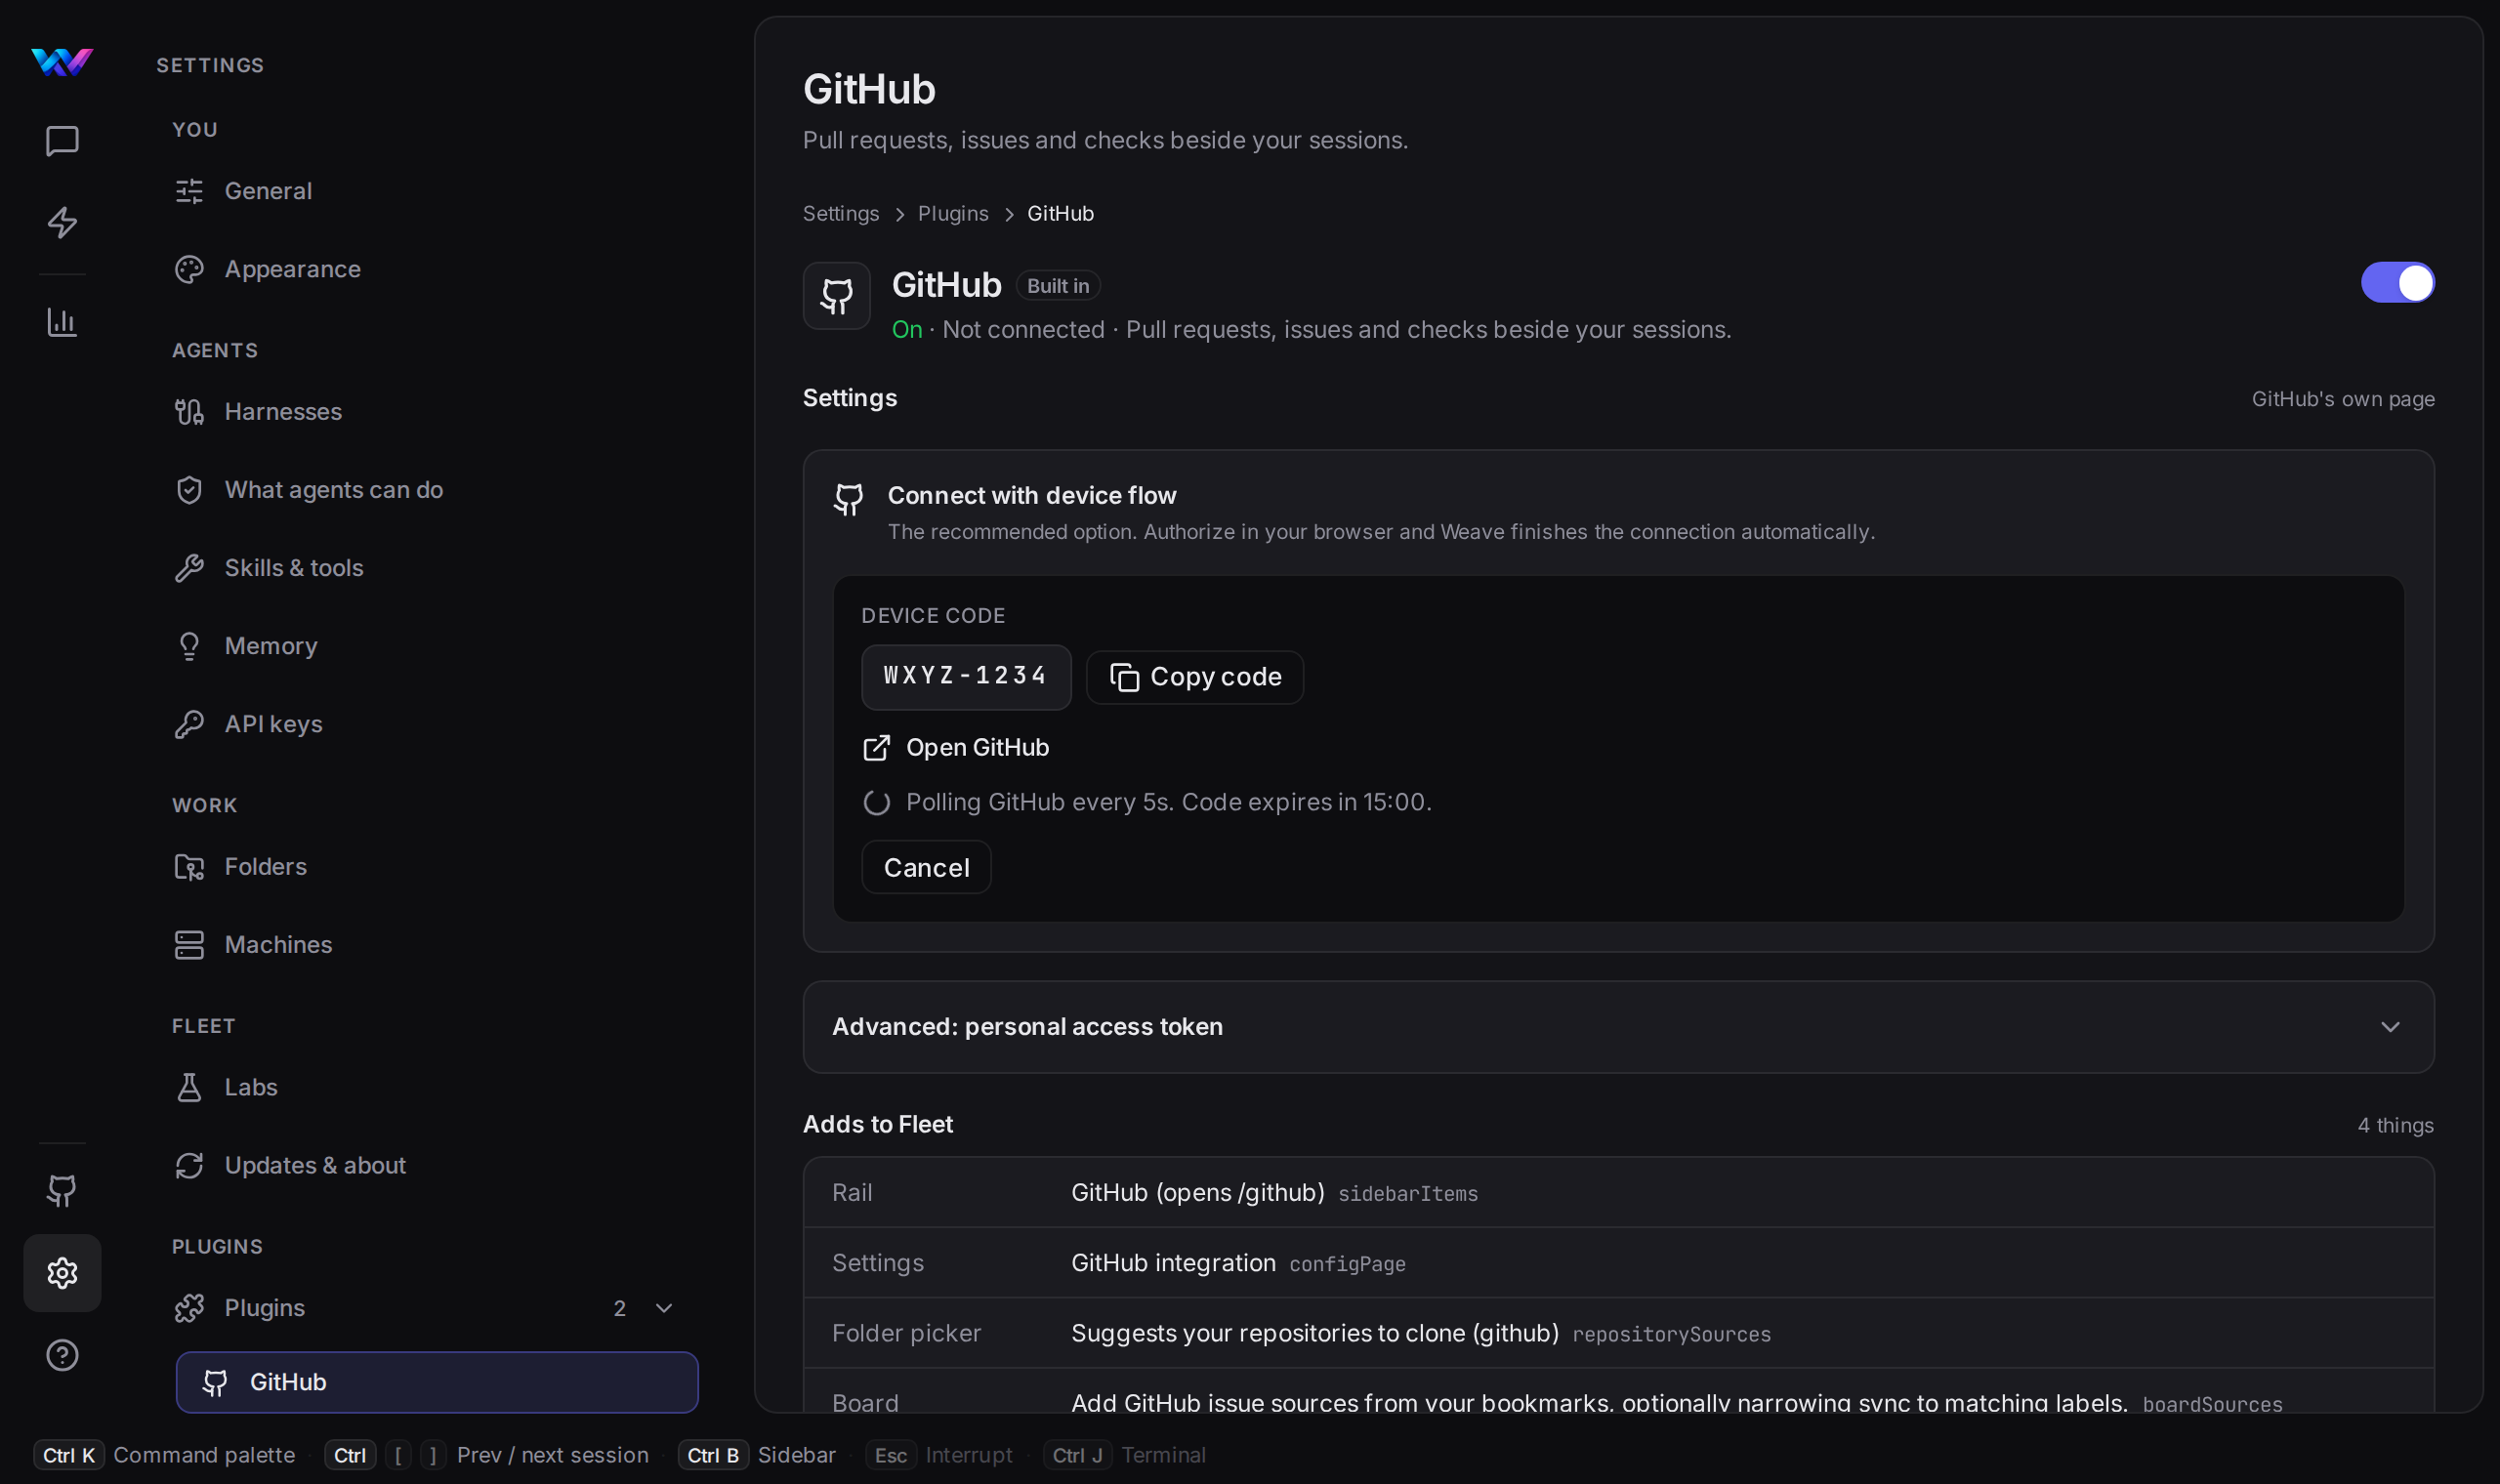 SETTINGS
YOU
General
Appearance
AGENTS
Harnesses
What agents can do
Skills & tools
Memory
API keys
WORK
Folders
Machines
FLEET
Labs
Updates & about
PLUGINS
Plugins 2
GitHub
GitHub
Pull requests, issues and checks beside your sessions.
Settings > Plugins > GitHub
GitHub Built in
On · Not connected · Pull requests, issues and checks beside your sessions.
Settings GitHub's own page
Connect with device flow
The recommended option. Authorize in your browser and Weave finishes the connection automatically.
DEVICE CODE
WXYZ-1234 Copy code
Open GitHub
Polling GitHub every 5s. Code expires in 15:00.
Cancel
Advanced: personal access token
Adds to Fleet 4 things
Rail GitHub (opens /github) sidebarItems
Settings GitHub integration configPage
Folder picker Suggests your repositories to clone (github) repositorySources
Board Add GitHub issue sources from your bookmarks, optionally narrowing sync to matching labels. boardSources
Ctrl K Command palette · Ctrl [ ] Prev / next session · Ctrl B Sidebar · Esc Interrupt · Ctrl J Terminal